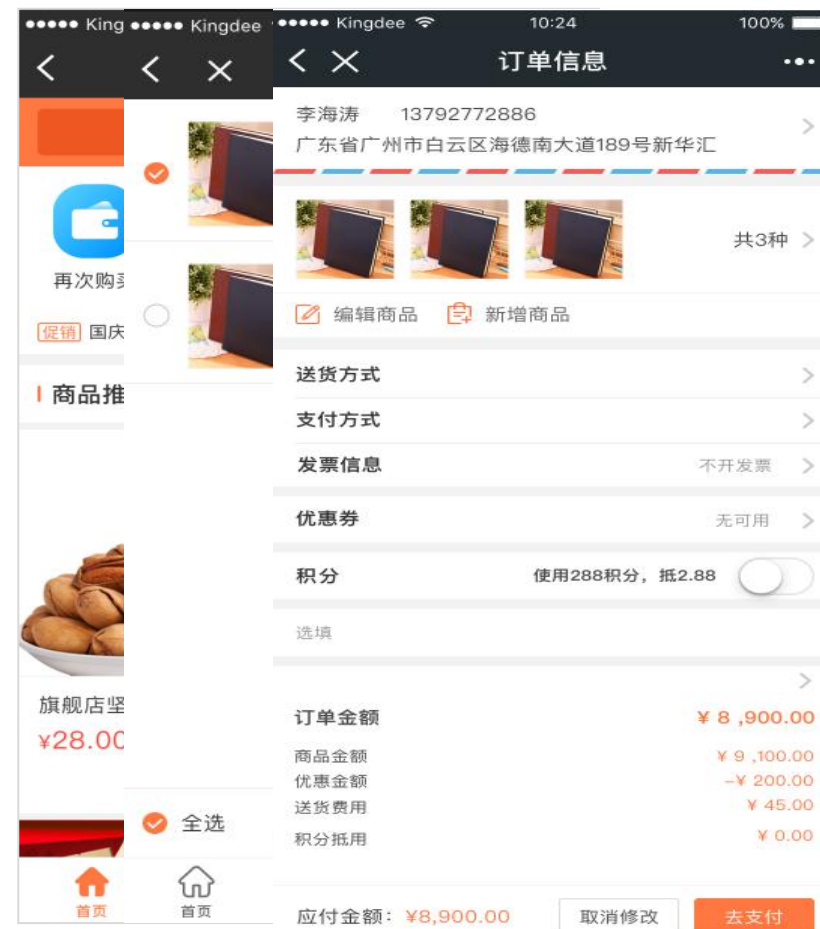 ●●●●● King
再次购买
促销 国庆
商品推
旗舰店坚
¥28.00
首页
●●●●● Kingdee
全选
首页
●●●●● Kingdee 10:24 100%
订单信息
李海涛 13792772886
广东省广州市白云区海德南大道189号新华汇
共3种
编辑商品 新增商品
送货方式
支付方式
发票信息 不开发票
优惠券 无可用
积分 使用288积分，抵2.88
选填
订单金额 ¥ 8 ,900.00
商品金额 ¥ 9 ,100.00
优惠金额 -¥ 200.00
送货费用 ¥ 45.00
积分抵用 ¥ 0.00
应付金额：¥8,900.00 取消修改 去支付